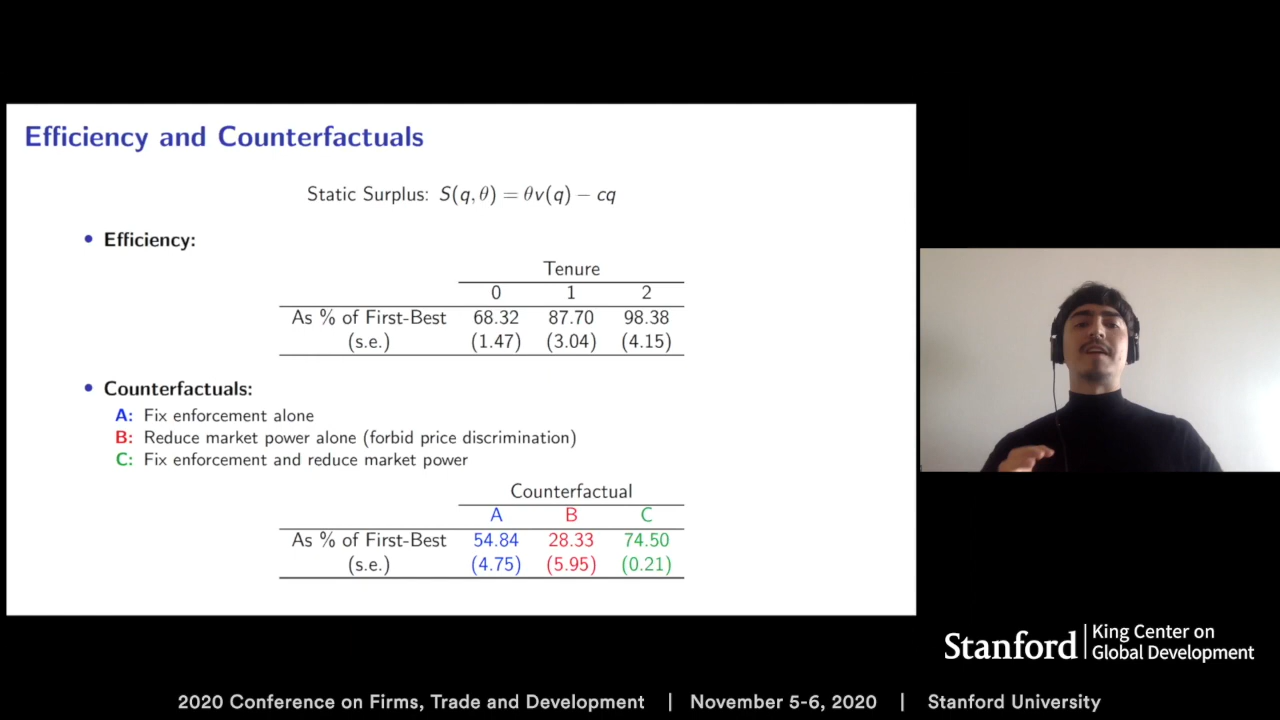 Efficiency and Counterfactuals
Static Surplus: S(q, θ) = θv(q) − cq
• Efficiency:
Tenure
0 1 2
As % of First-Best 68.32 87.70 98.38
(s.e.) (1.47) (3.04) (4.15)
• Counterfactuals:
A: Fix enforcement alone
B: Reduce market power alone (forbid price discrimination)
C: Fix enforcement and reduce market power
Counterfactual
A B C
As % of First-Best 54.84 28.33 74.50
(s.e.) (4.75) (5.95) (0.21)
Stanford | King Center on
Global Development
2020 Conference on Firms, Trade and Development | November 5-6, 2020 | Stanford University